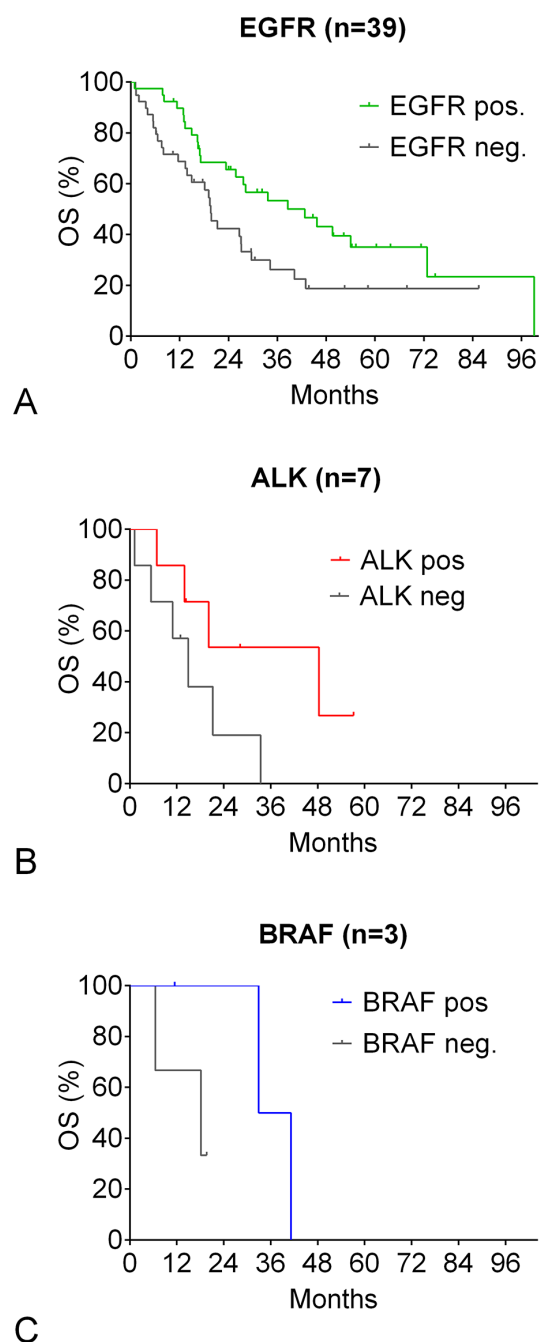 EGFR (n=39)
100
80
60
40
20
0
OS (%)
EGFR pos.
EGFR neg.
0 12 24 36 48 60 72 84 96
Months
A
ALK (n=7)
100
80
60
40
20
0
OS (%)
ALK pos
ALK neg
0 12 24 36 48 60 72 84 96
Months
B
BRAF (n=3)
100
80
60
40
20
0
OS (%)
BRAF pos
BRAF neg.
0 12 24 36 48 60 72 84 96
Months
C